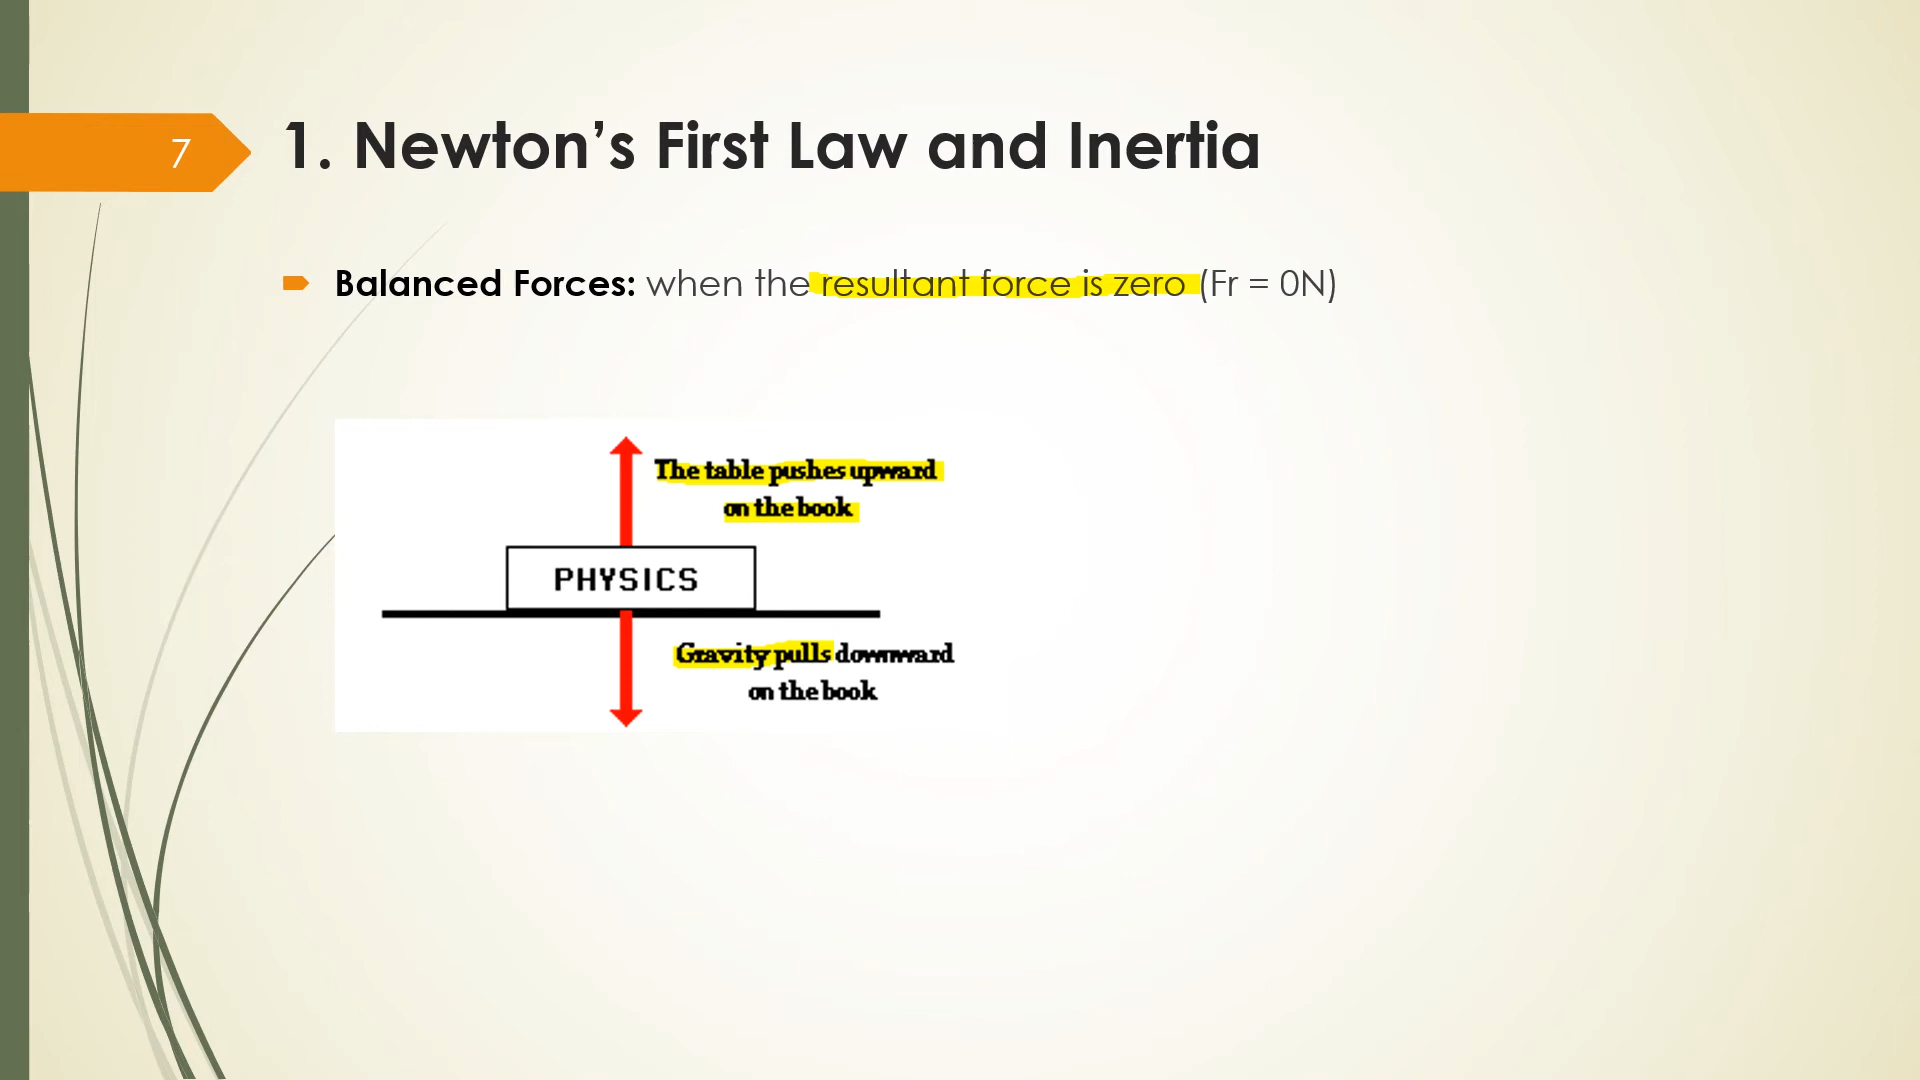 7
1. Newton’s First Law and Inertia
Balanced Forces: when the resultant force is zero (Fr = 0N)
The table pushes upward
on the book
PHYSICS
Gravity pulls downward
on the book